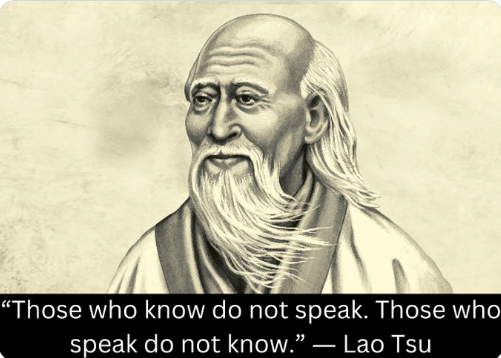 “Those who know do not speak. Those who
speak do not know.” — Lao Tsu